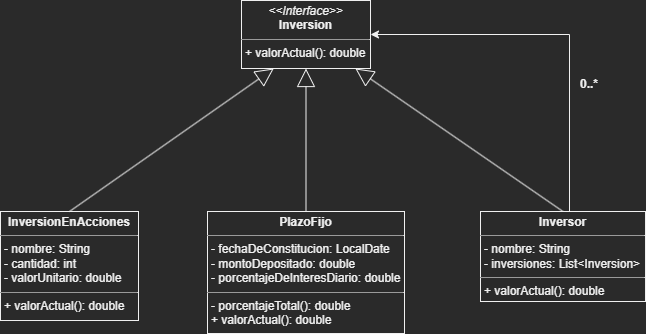 <<Interface>>
Inversion
+ valorActual(): double
0..*
InversionEnAcciones
- nombre: String
- cantidad: int
- valorUnitario: double
+ valorActual(): double
PlazoFijo
- fechaDeConstitucion: LocalDate
- montoDepositado: double
- porcentajeDeInteresDiario: double
- porcentajeTotal(): double
+ valorActual(): double
Inversor
- nombre: String
- inversiones: List<Inversion>
+ valorActual(): double